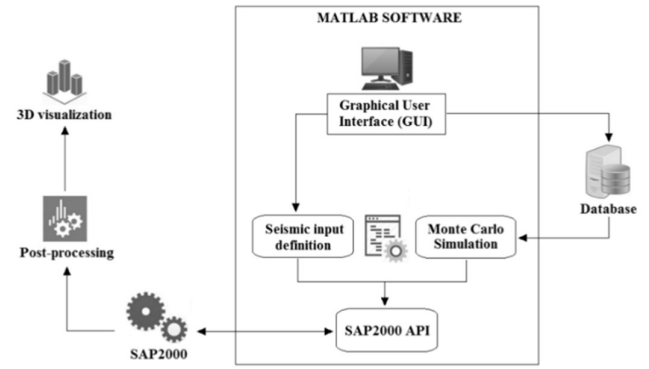 MATLAB SOFTWARE
Graphical User
Interface (GUI)
3D visualization
Database
Seismic input
definition
Monte Carlo
Simulation
Post-processing
SAP2000 API
SAP2000